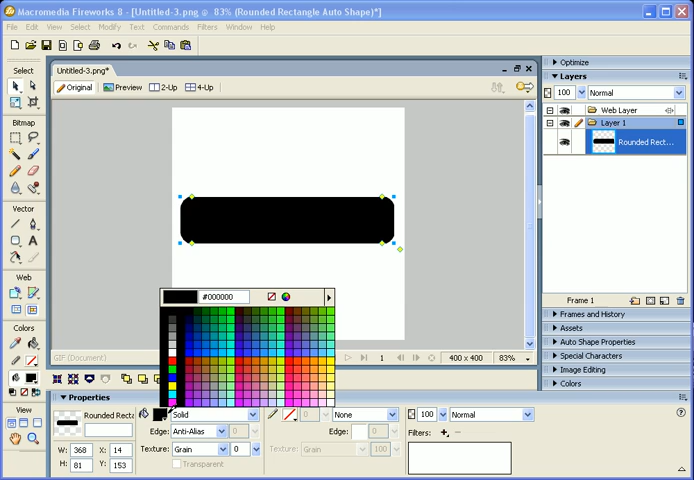 Macromedia Fireworks 8 - [Untitled-3.png @ 83% (Rounded Rectangle Auto Shape)*]
File Edit View Select Modify Text Commands Filters Window Help
Select
Bitmap
Vector
Web
Colors
View
Untitled-3.png*
Original Preview 2-Up 4-Up
#000000
GIF (Document)
1 400 x 400 83%
Optimize
Layers
100 Normal
Web Layer
Layer 1
Rounded Rect...
Frame 1
Frames and History
Assets
Auto Shape Properties
Special Characters
Image Editing
Colors
Properties
Rounded Recta Solid 0 None 100 Normal
Edge: Anti-Alias 0 Edge: 0 Filters:
W: 368 X: 14 Texture: Grain 0 Texture: Grain 100
H: 81 Y: 153 Transparent